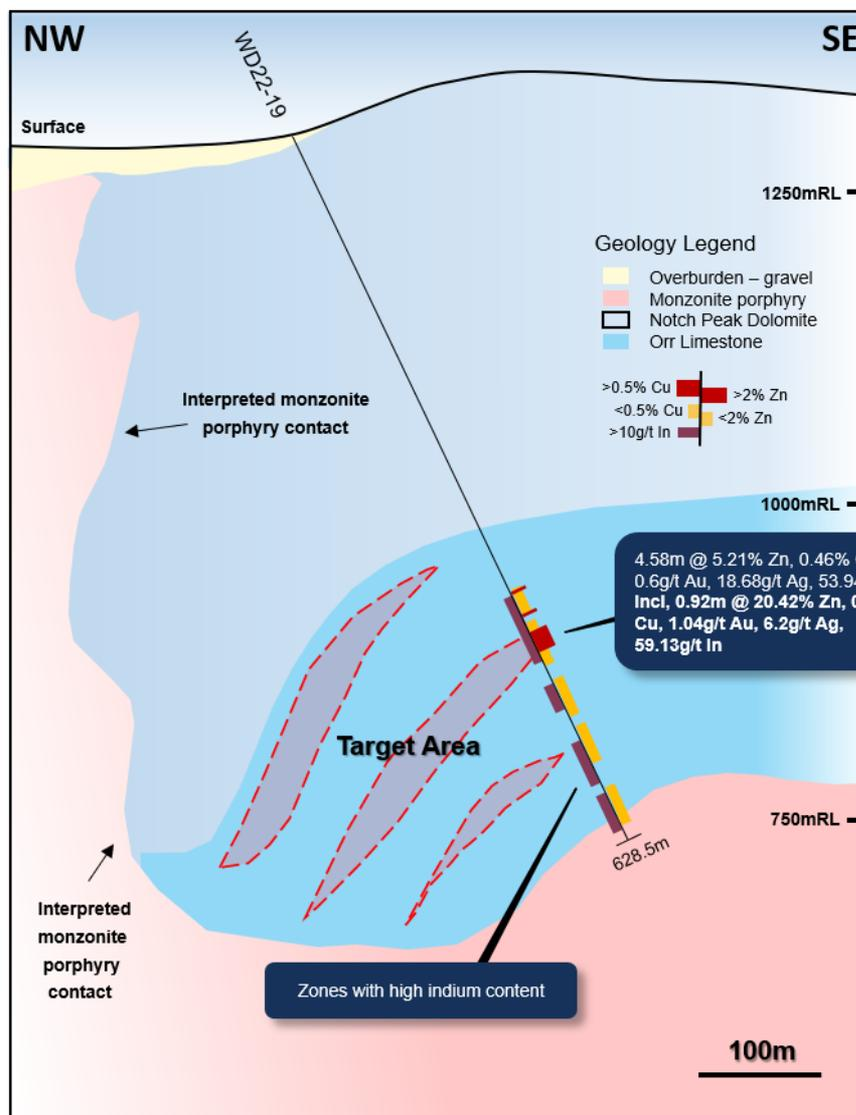 NW
SE
WD22-19
Surface
1250mRL
Geology Legend
Overburden – gravel
Monzonite porphyry
Notch Peak Dolomite
Orr Limestone
>0.5% Cu
>2% Zn
<0.5% Cu
<2% Zn
>10g/t In
Interpreted monzonite
porphyry contact
1000mRL
4.58m @ 5.21% Zn, 0.46%
0.6g/t Au, 18.68g/t Ag, 53.94
Incl, 0.92m @ 20.42% Zn,
Cu, 1.04g/t Au, 6.2g/t Ag,
59.13g/t In
Target Area
750mRL
628.5m
Interpreted
monzonite
porphyry
contact
Zones with high indium content
100m